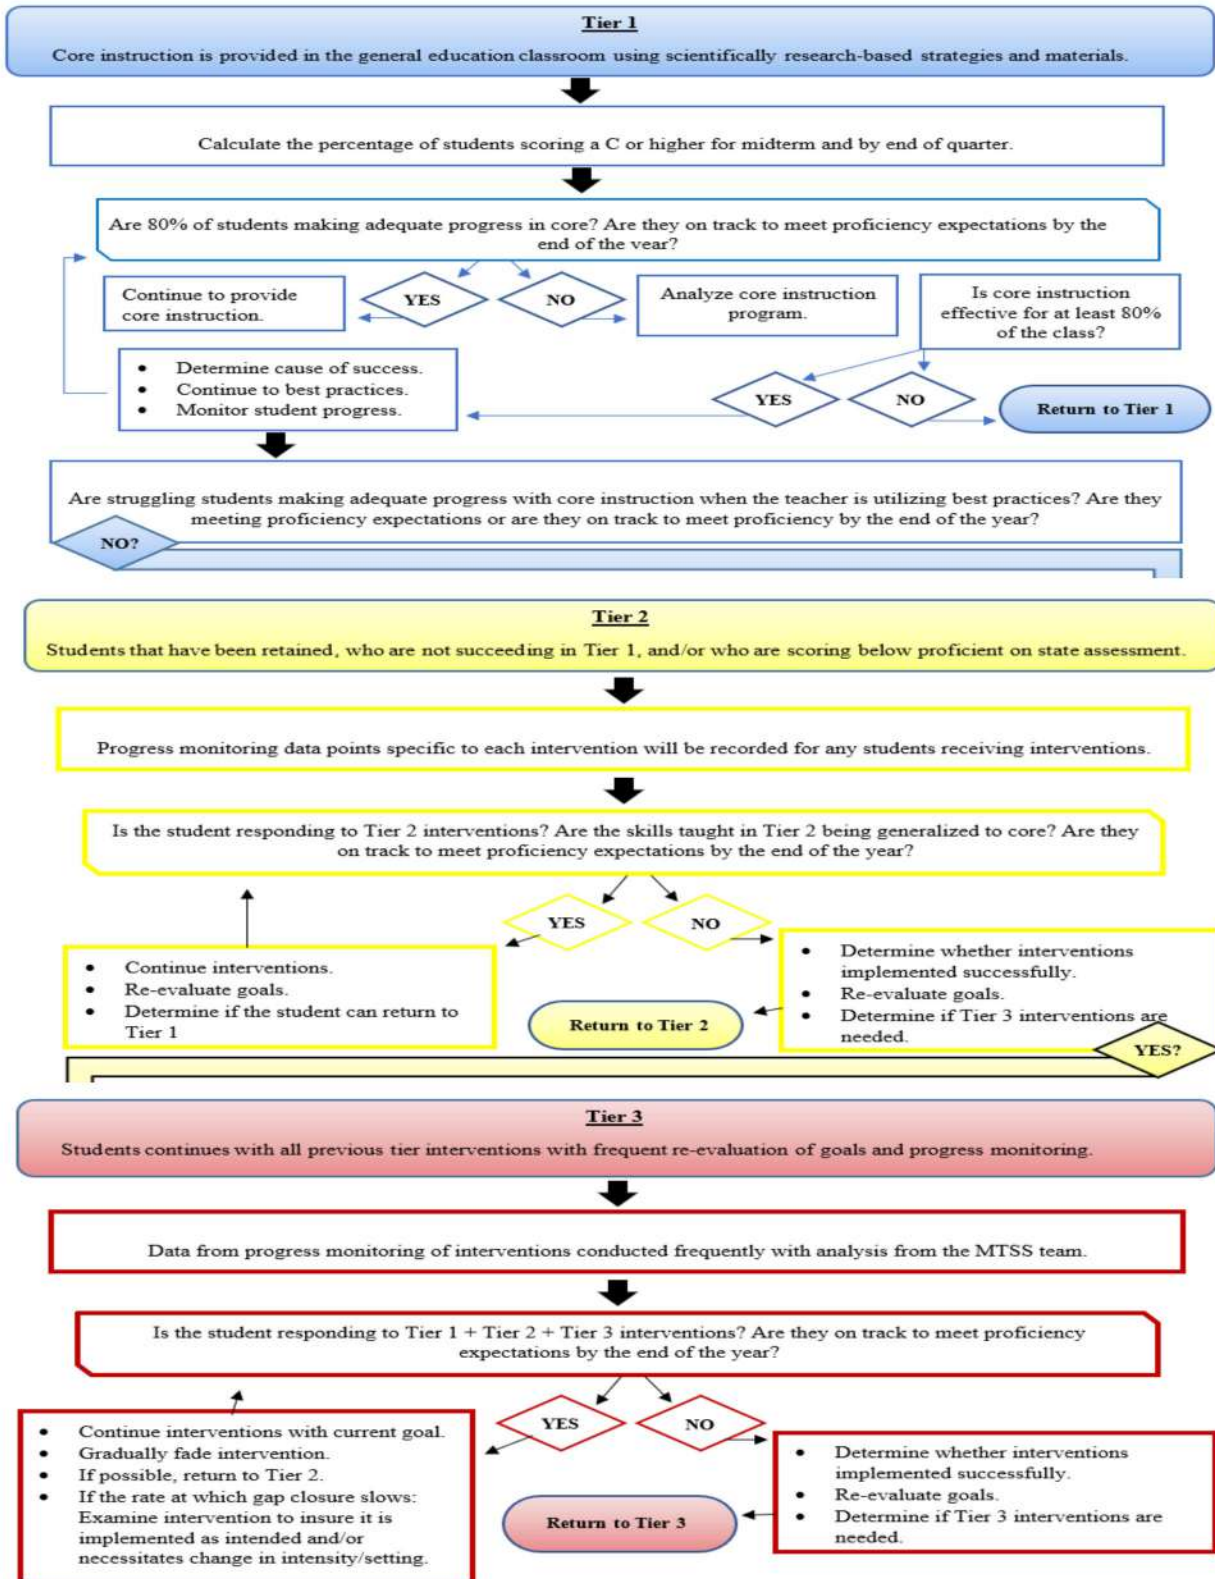 Tier 1
Core instruction is provided in the general education classroom using scientifically research-based strategies and materials.
Calculate the percentage of students scoring a C or higher for midterm and by end of quarter.
Are 80% of students making adequate progress in core? Are they on track to meet proficiency expectations by the
end of the year?
Continue to provide
core instruction.
YES
NO
Analyze core instruction
program.
Is core instruction
effective for at least 80%
of the class?
• Determine cause of success.
• Continue to best practices.
• Monitor student progress.
YES
NO
Return to Tier 1
Are struggling students making adequate progress with core instruction when the teacher is utilizing best practices? Are they
meeting proficiency expectations or are they on track to meet proficiency by the end of the year?
NO?
Tier 2
Students that have been retained, who are not succeeding in Tier 1, and/or who are scoring below proficient on state assessment.
Progress monitoring data points specific to each intervention will be recorded for any students receiving interventions.
Is the student responding to Tier 2 interventions? Are the skills taught in Tier 2 being generalized to core? Are they
on track to meet proficiency expectations by the end of the year?
YES
NO
• Continue interventions.
• Re-evaluate goals.
• Determine if the student can return to
Tier 1
Return to Tier 2
• Determine whether interventions
implemented successfully.
• Re-evaluate goals.
• Determine if Tier 3 interventions are
needed.
YES?
Tier 3
Students continues with all previous tier interventions with frequent re-evaluation of goals and progress monitoring.
Data from progress monitoring of interventions conducted frequently with analysis from the MTSS team.
Is the student responding to Tier 1 + Tier 2 + Tier 3 interventions? Are they on track to meet proficiency
expectations by the end of the year?
YES
NO
• Continue interventions with current goal.
• Gradually fade intervention.
• If possible, return to Tier 2.
• If the rate at which gap closure slows:
Examine intervention to insure it is
implemented as intended and/or
necessitates change in intensity/setting.
Return to Tier 3
• Determine whether interventions
implemented successfully.
• Re-evaluate goals.
• Determine if Tier 3 interventions are
needed.